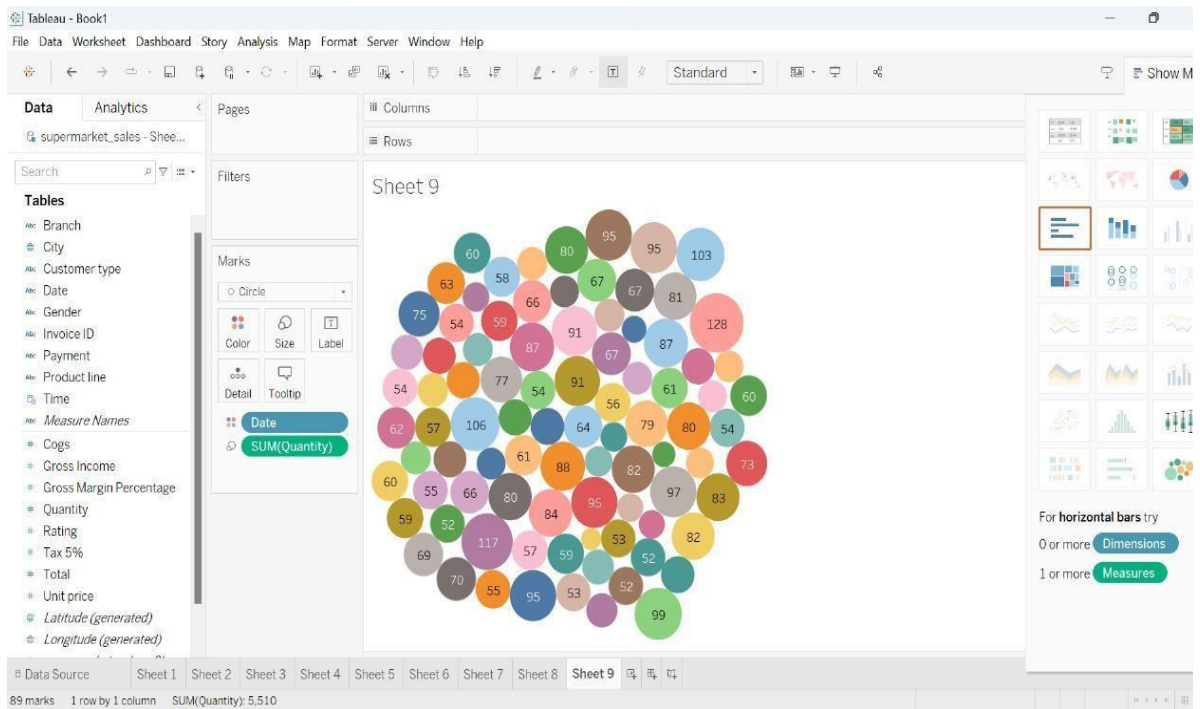 Tableau - Book1
File Data Worksheet Dashboard Story Analysis Map Format Server Window Help
Standard
Show M
Data Analytics
Pages
Columns
supermarket_sales - Shee...
Rows
Search
Filters
Sheet 9
Tables
Abc Branch
City
Abc Customer type
Abc Date
Abc Gender
Abc Invoice ID
Abc Payment
Abc Product line
Time
Abc Measure Names
# Cogs
# Gross Income
# Gross Margin Percentage
# Quantity
# Rating
# Tax 5%
# Total
# Unit price
Latitude (generated)
Longitude (generated)
Marks
Circle
Color Size Label
Detail Tooltip
Date
SUM(Quantity)
95
60 80 95 103
63 58 67 67 81
75 54 59 66 91 128
87 67 87
54 77 54 91 61 60
56
62 57 106 64 79 80 54
61 88 82 73
60 55 66 80 97 83
59 52 84 95
117 53 82
69 57 59 52
70 55 95 53 52
99
For horizontal bars try
0 or more Dimensions
1 or more Measures
Data Source Sheet 1 Sheet 2 Sheet 3 Sheet 4 Sheet 5 Sheet 6 Sheet 7 Sheet 8 Sheet 9
89 marks 1 row by 1 column SUM(Quantity): 5,510